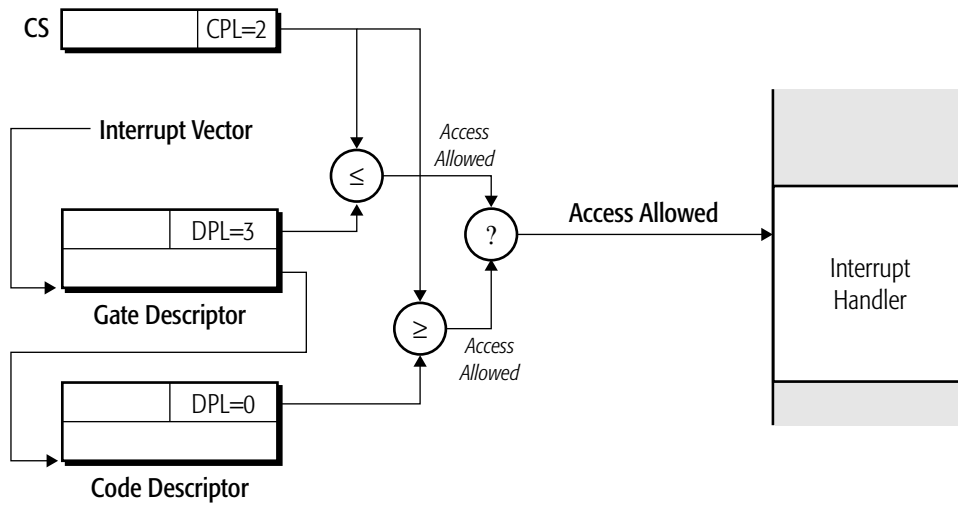 CS
CPL=2
Interrupt Vector
Access
Allowed
≤
DPL=3
?
Access Allowed
Interrupt
Handler
Gate Descriptor
≥
Access
Allowed
DPL=0
Code Descriptor